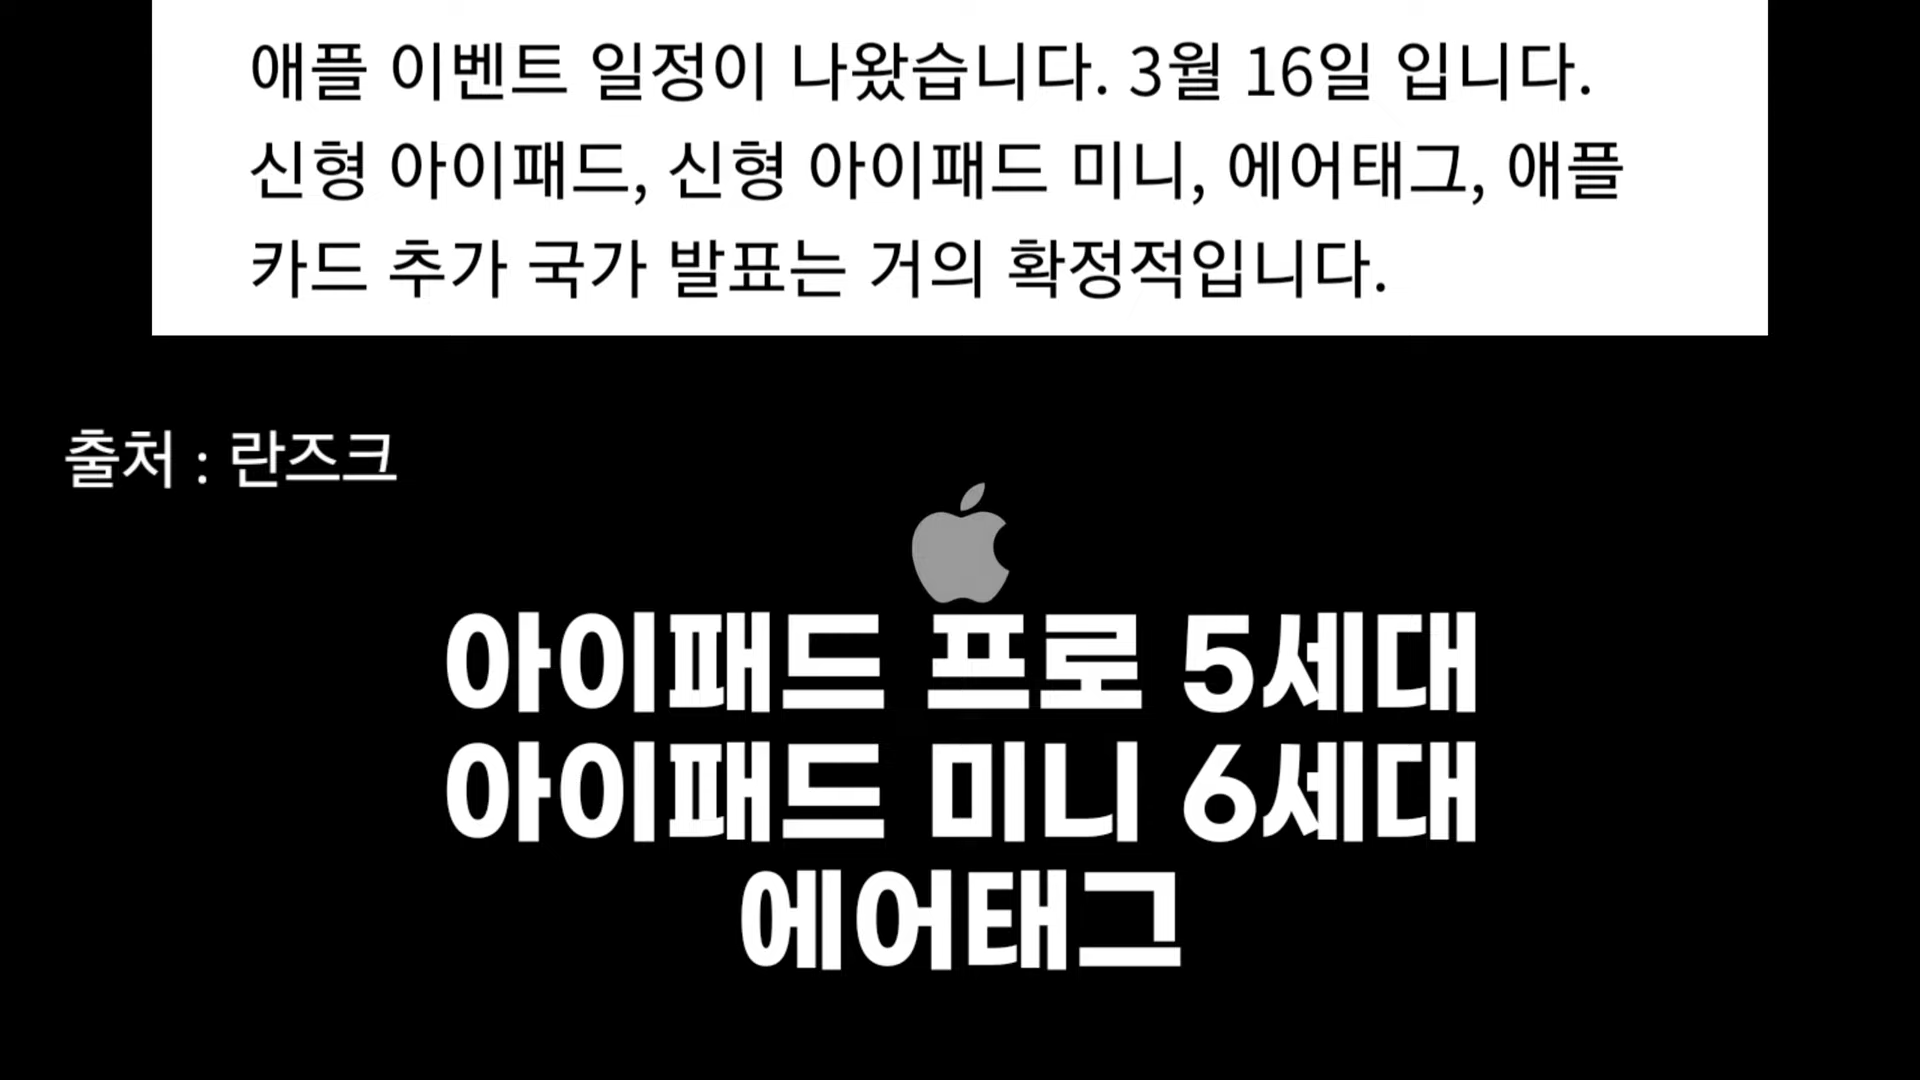 애플 이벤트 일정이 나왔습니다. 3월 16일 입니다.
신형 아이패드, 신형 아이패드 미니, 에어태그, 애플
카드 추가 국가 발표는 거의 확정적입니다.
출처 : 란즈크
아이패드 프로 5세대
아이패드 미니 6세대
에어태그